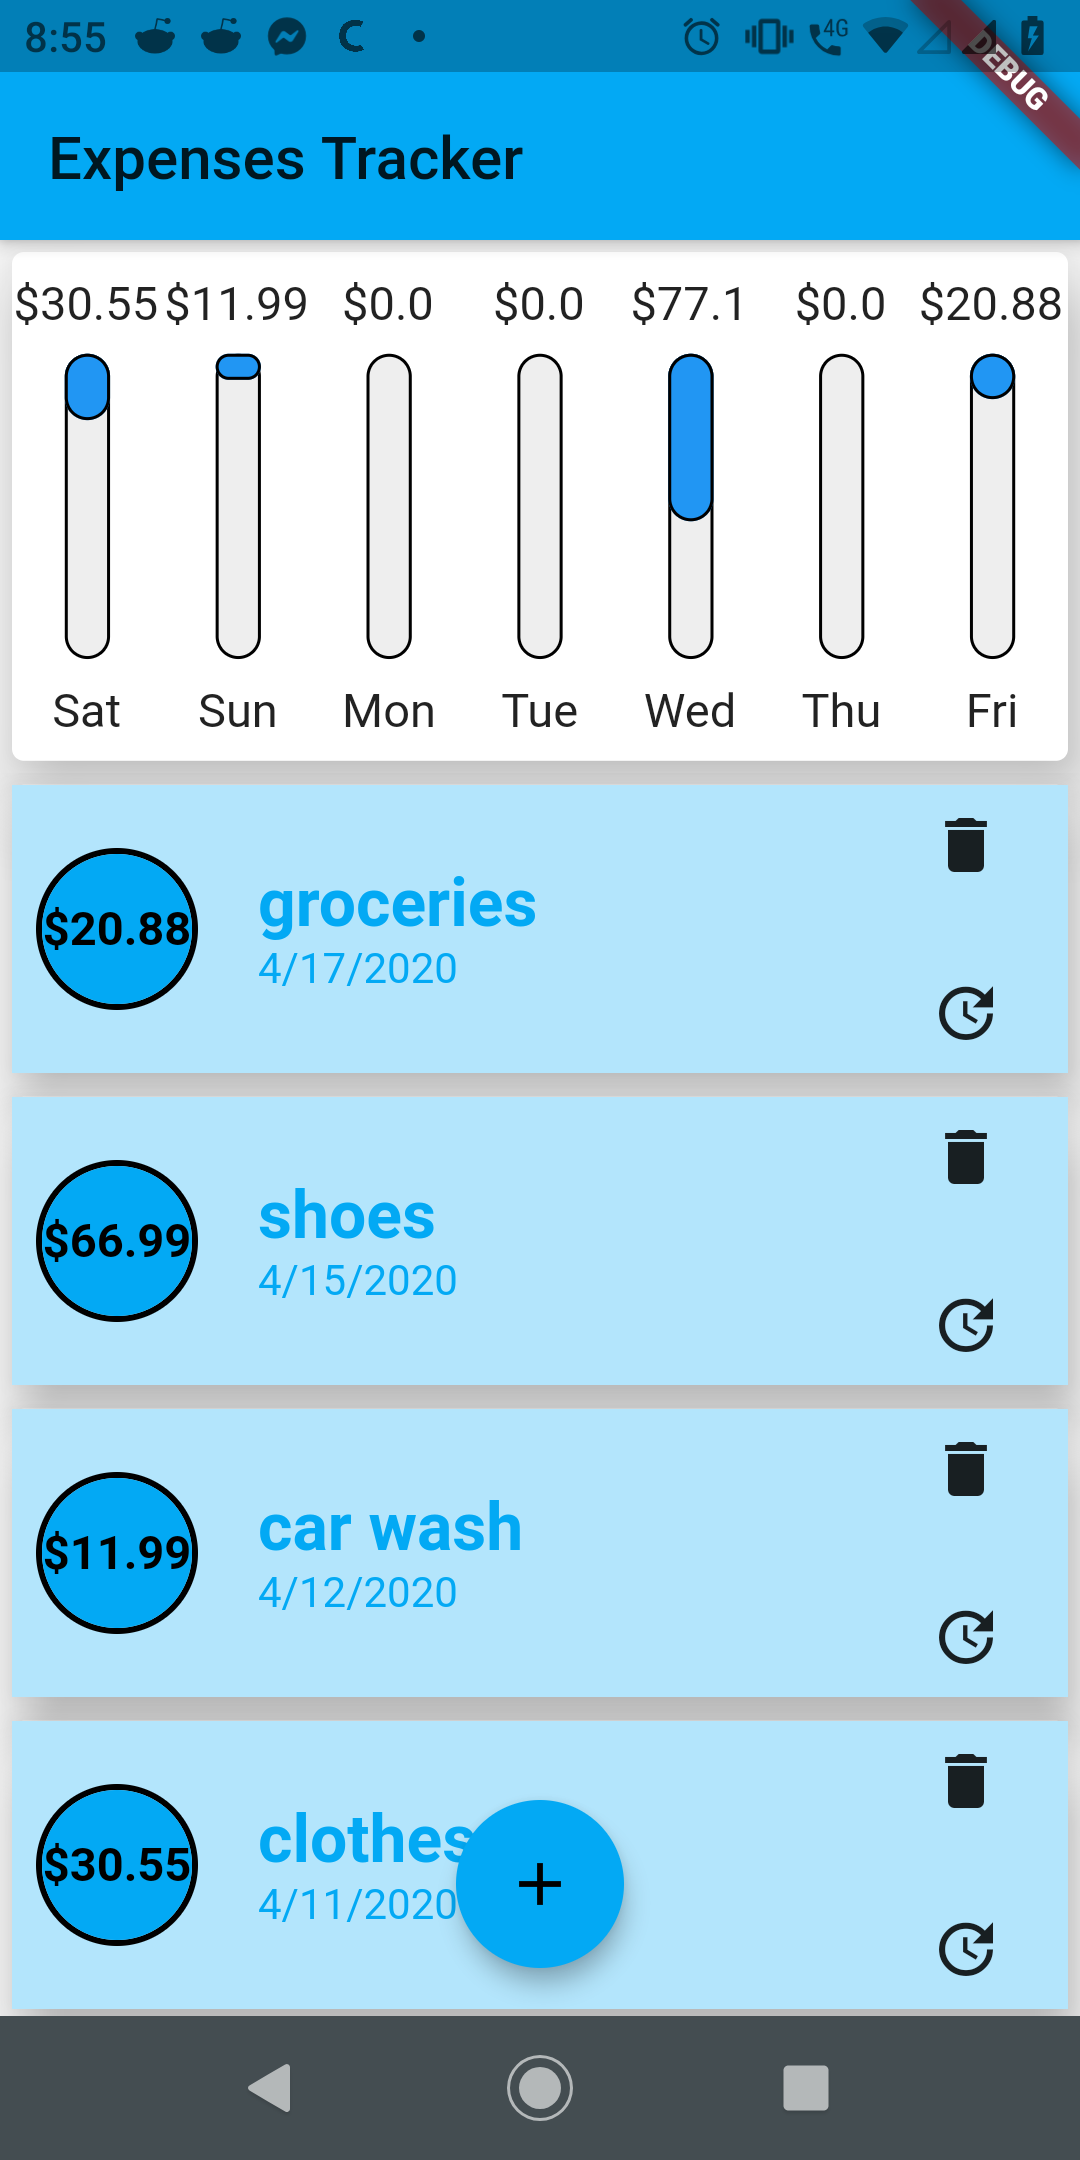 8:55
4G
DEBUG
Expenses Tracker
$30.55 $11.99 $0.0 $0.0 $77.1 $0.0 $20.88
Sat Sun Mon Tue Wed Thu Fri
$20.88
groceries
4/17/2020
$66.99
shoes
4/15/2020
$11.99
car wash
4/12/2020
$30.55
clothes
4/11/2020
+